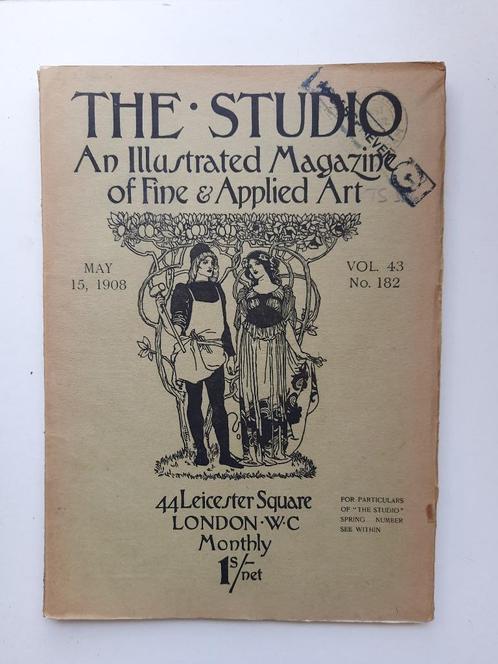 THE · STUDIO
An Illustrated Magazine
of Fine & Applied Art
MAY
15, 1908
VOL. 43
No. 182
44 Leicester Square
LONDON · W·C
Monthly
1s/- net
FOR PARTICULARS
OF "THE STUDIO"
SPRING NUMBER
SEE WITHIN